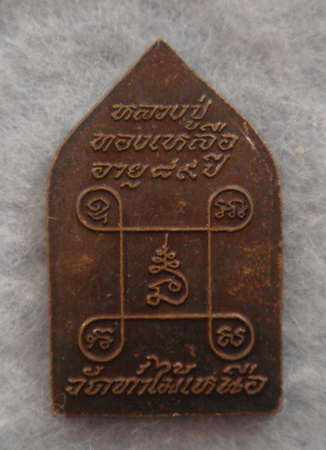 หลวงปู่
ทองเหลือ
อายุ ๘๙ ปี
วัดท่าไม้เหนือ